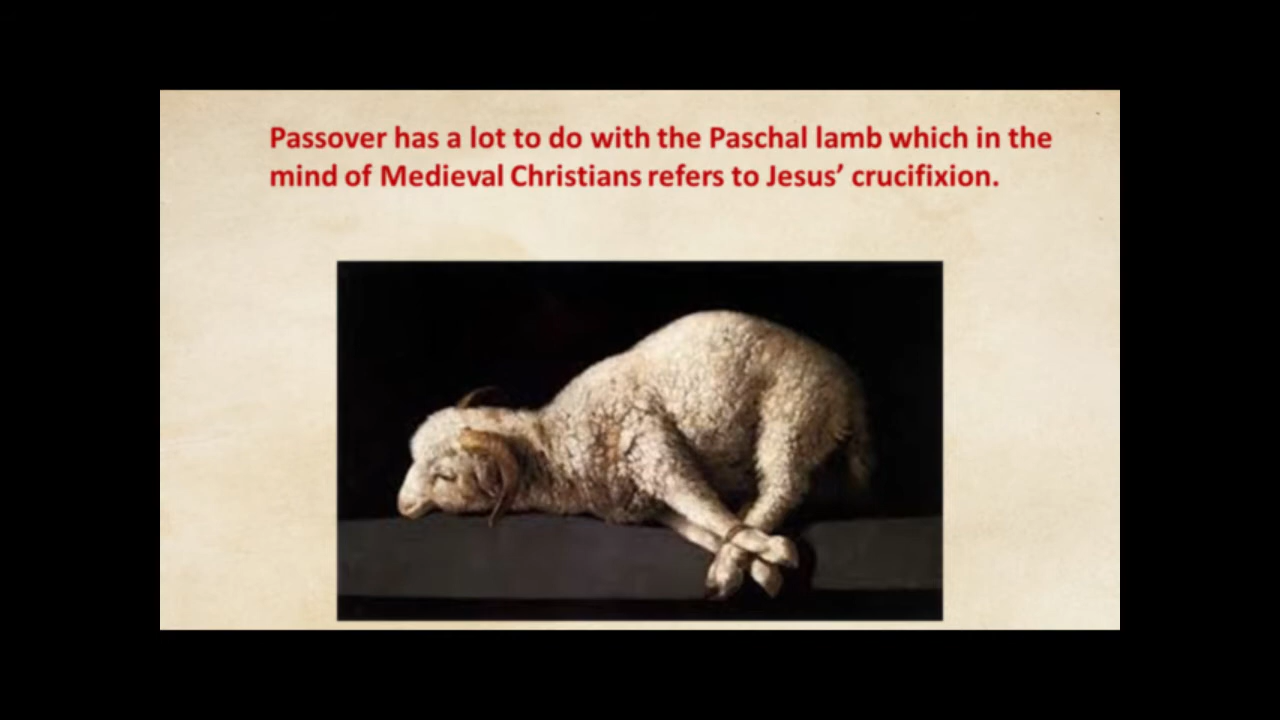 Passover has a lot to do with the Paschal lamb which in the
mind of Medieval Christians refers to Jesus’ crucifixion.